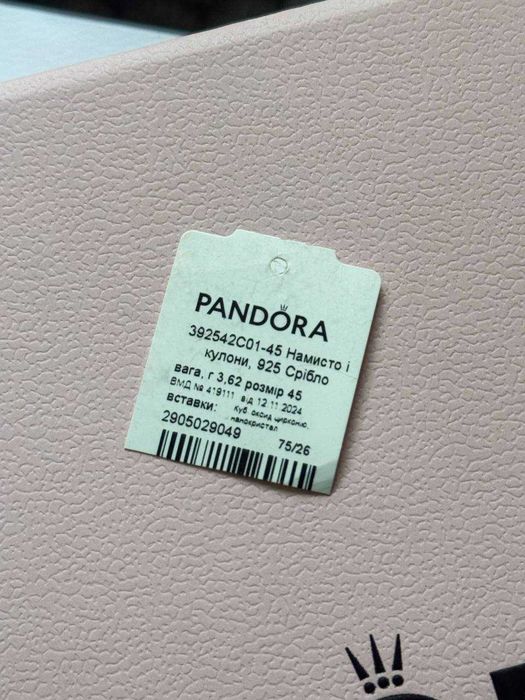 PANDORA
392542C01-45 Намисто і
кулони, 925 Срібло
вага, г 3,62 розмір 45
ВМД № 419111 від 12.11.2024
вставки: Куб. оксид цирконію,
нанокристал
2905029049 75/26